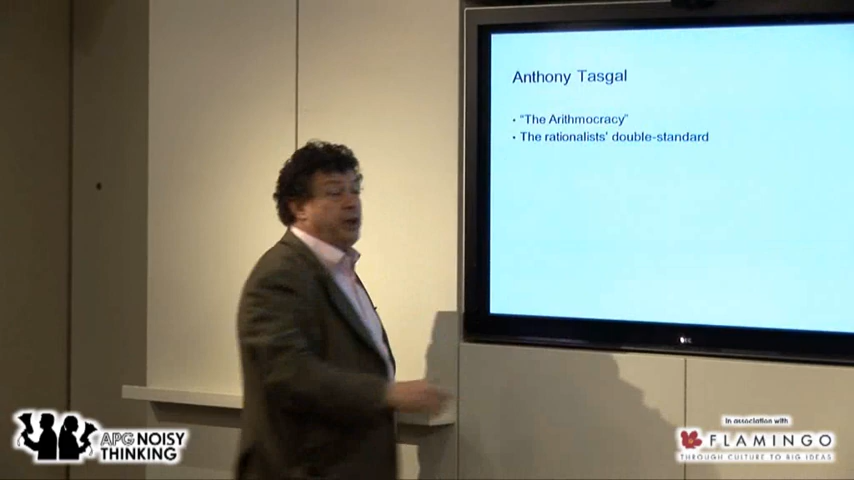 Anthony Tasgal
• "The Arithmocracy"
• The rationalists' double-standard
APG NOISY
THINKING
In association with
FLAMINGO
THROUGH CULTURE TO BIG IDEAS